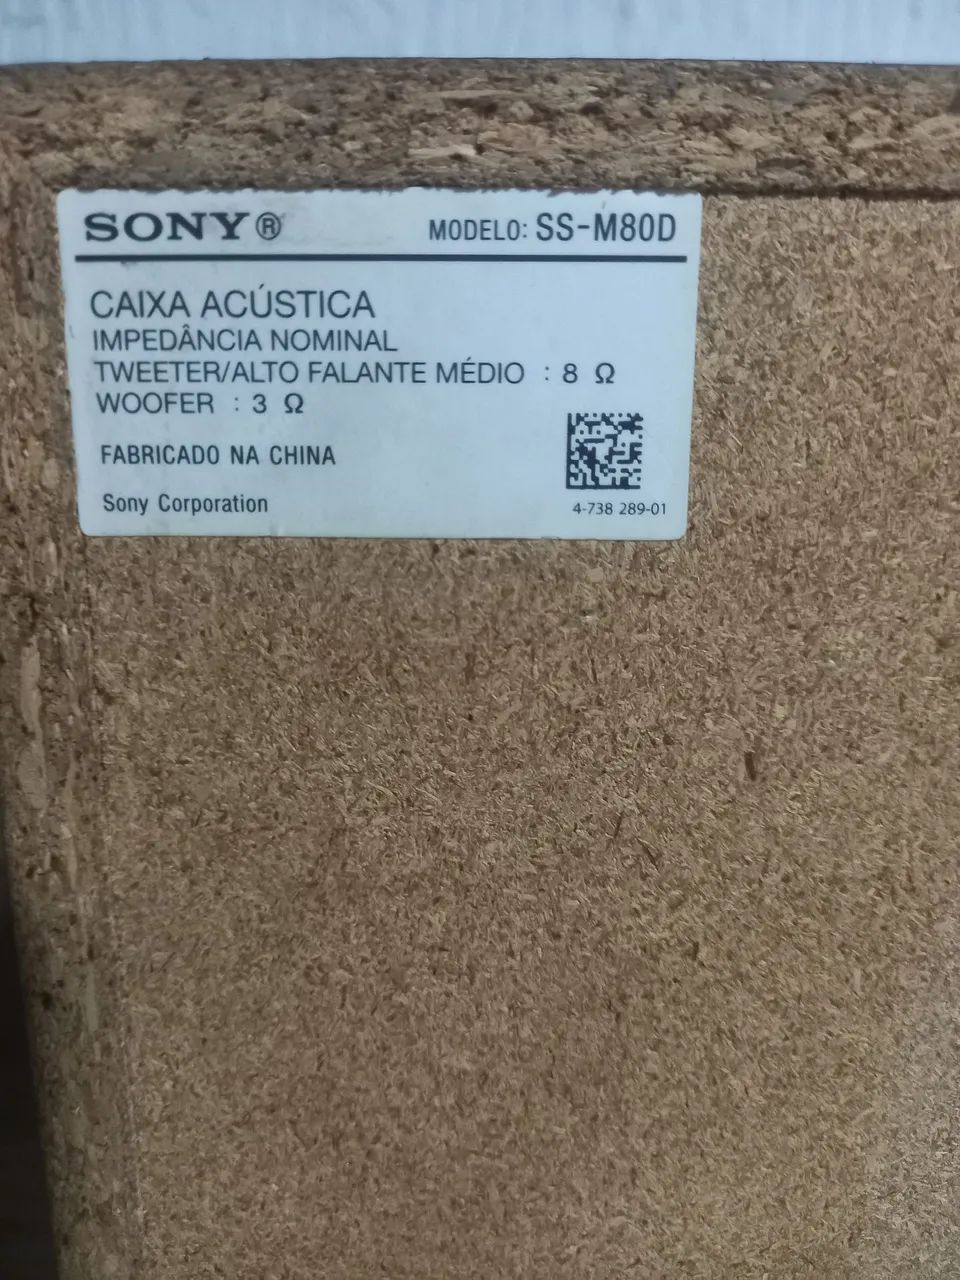 SONY® MODELO: SS-M80D
CAIXA ACÚSTICA
IMPEDÂNCIA NOMINAL
TWEETER/ALTO FALANTE MÉDIO : 8 Ω
WOOFER : 3 Ω
FABRICADO NA CHINA
Sony Corporation
4-738 289-01